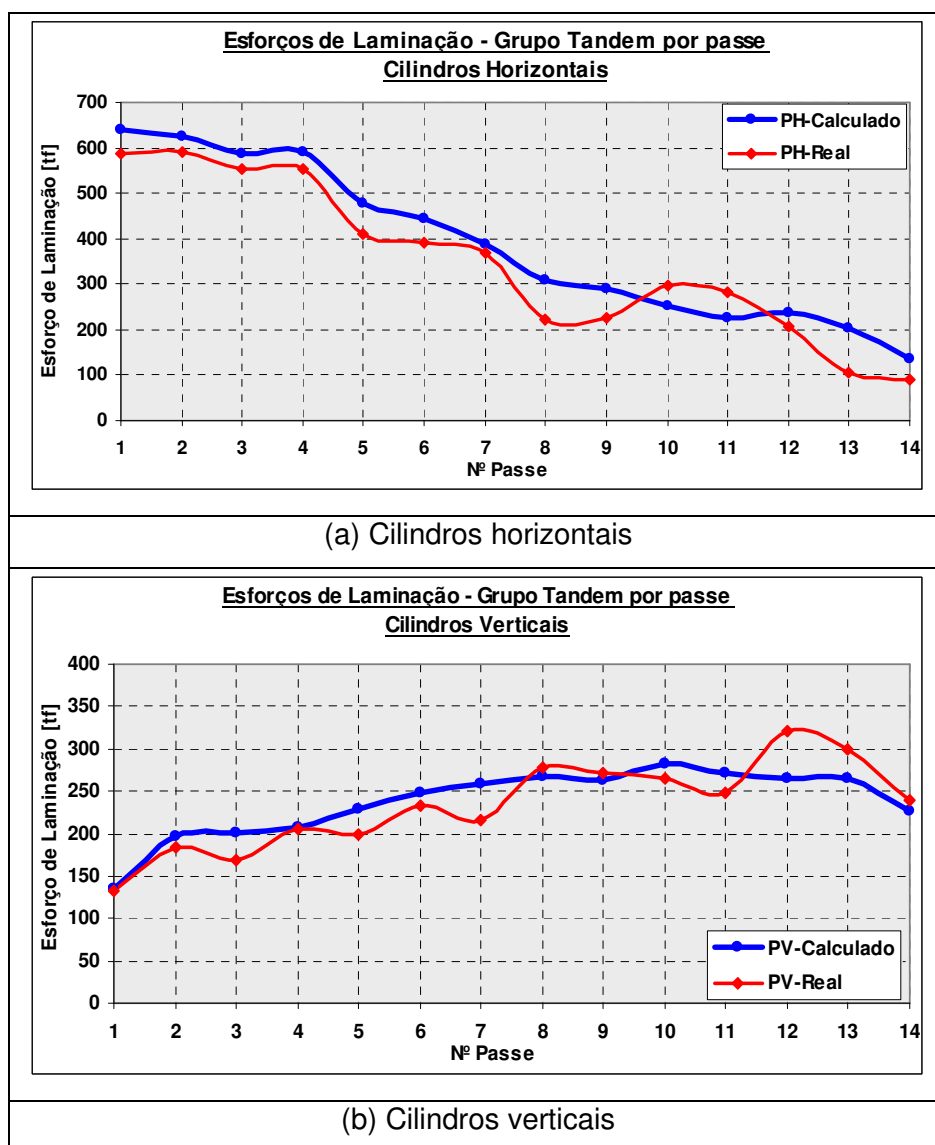 Esforços de Laminação - Grupo Tandem por passe
Cilindros Horizontais
Esforço de Laminação [tf]
700
600
500
400
300
200
100
0
PH-Calculado
PH-Real
1 2 3 4 5 6 7 8 9 10 11 12 13 14
Nº Passe
(a) Cilindros horizontais
Esforços de Laminação - Grupo Tandem por passe
Cilindros Verticais
Esforço de Laminação [tf]
400
350
300
250
200
150
100
50
0
PV-Calculado
PV-Real
1 2 3 4 5 6 7 8 9 10 11 12 13 14
Nº Passe
(b) Cilindros verticais